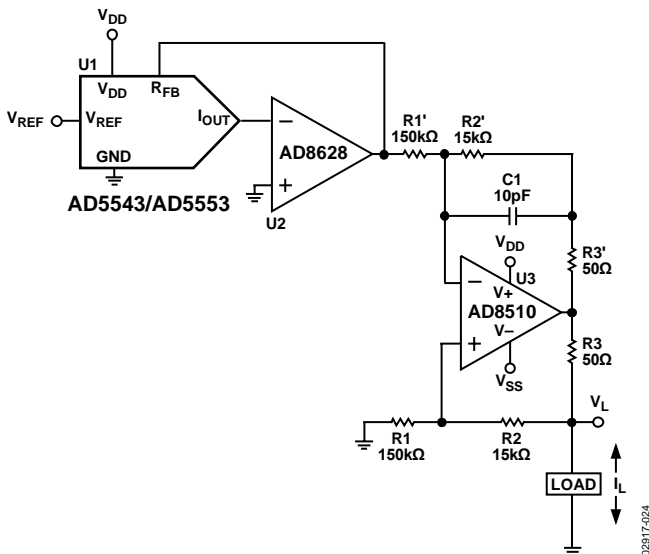 VDD
U1
VDD
RFB
VREF
VREF
IOUT
GND
AD5543/AD5553
−
+
AD8628
U2
R1'
150kΩ
R2'
15kΩ
C1
10pF
R3'
50Ω
VDD
U3
V+
−
AD8510
+
V−
VSS
R3
50Ω
VL
R1
150kΩ
R2
15kΩ
LOAD
IL
02917-024